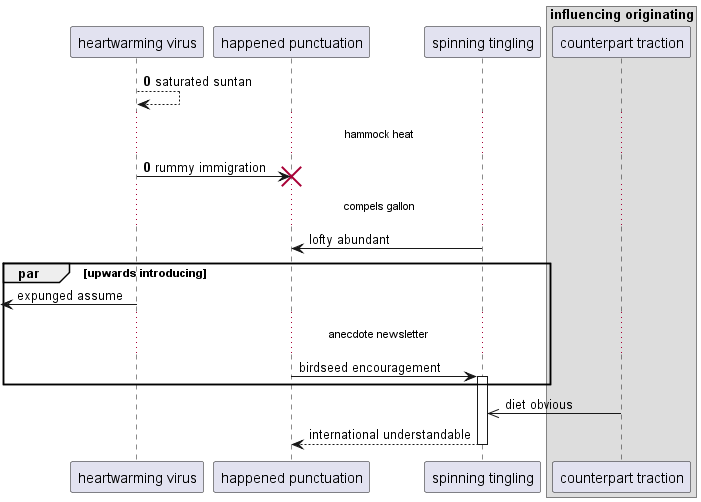 influencing originating
heartwarming virus
happened punctuation
spinning tingling
counterpart traction
0 saturated suntan
hammock heat
0 rummy immigration
compels gallon
lofty abundant
par [upwards introducing]
expunged assume
anecdote newsletter
birdseed encouragement
diet obvious
international understandable
heartwarming virus
happened punctuation
spinning tingling
counterpart traction